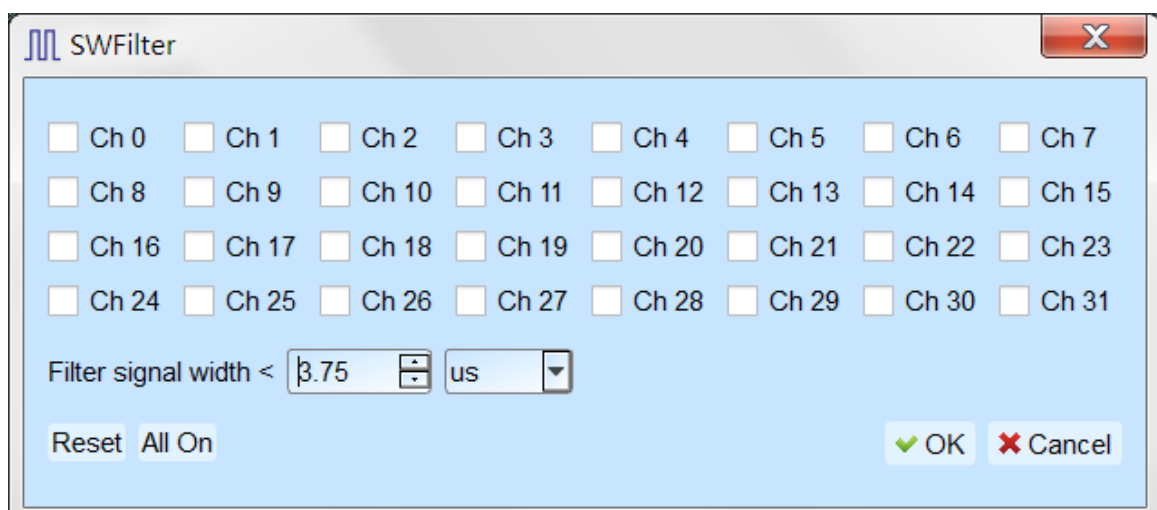 SWFilter
Ch 0 Ch 1 Ch 2 Ch 3 Ch 4 Ch 5 Ch 6 Ch 7
Ch 8 Ch 9 Ch 10 Ch 11 Ch 12 Ch 13 Ch 14 Ch 15
Ch 16 Ch 17 Ch 18 Ch 19 Ch 20 Ch 21 Ch 22 Ch 23
Ch 24 Ch 25 Ch 26 Ch 27 Ch 28 Ch 29 Ch 30 Ch 31
Filter signal width < 3.75 us
Reset All On OK Cancel